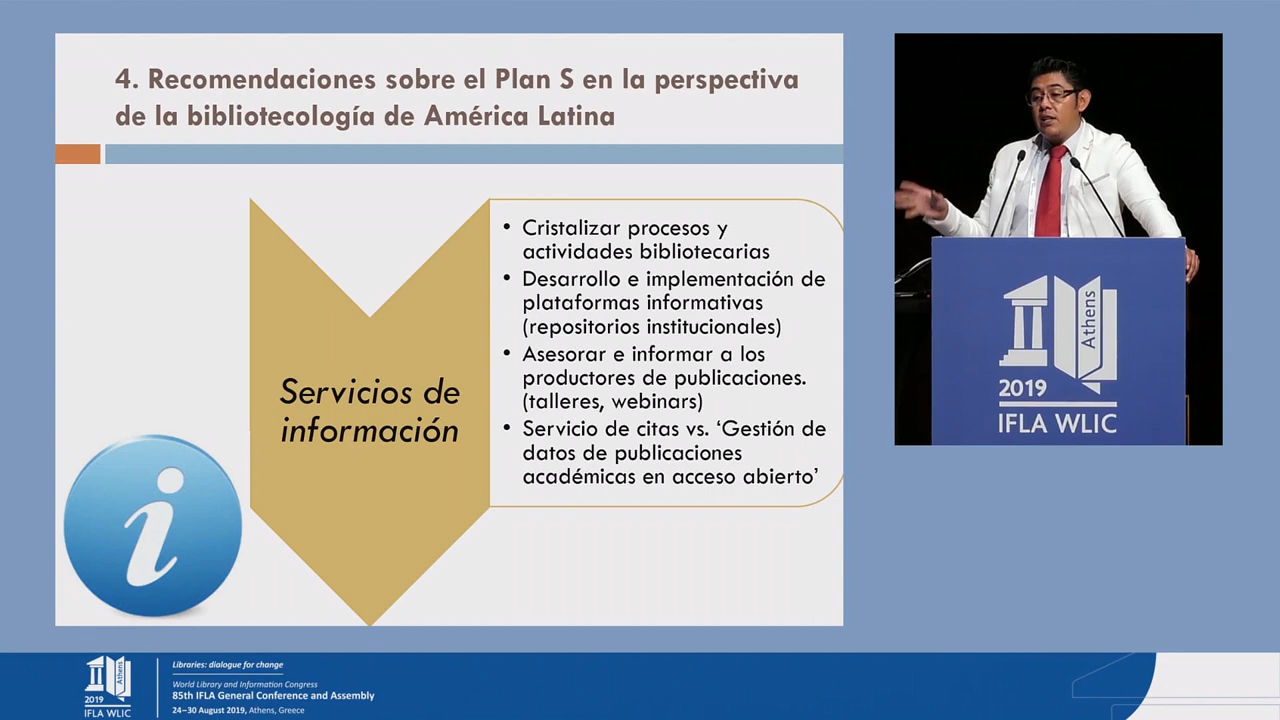 4. Recomendaciones sobre el Plan S en la perspectiva
de la bibliotecología de América Latina
Servicios de
información
• Cristalizar procesos y
actividades bibliotecarias
• Desarrollo e implementación de
plataformas informativas
(repositorios institucionales)
• Asesorar e informar a los
productores de publicaciones.
(talleres, webinars)
• Servicio de citas vs. ‘Gestión de
datos de publicaciones
académicas en acceso abierto’
i
Athens
2019
IFLA WLIC
Athens
2019
IFLA WLIC
Libraries: dialogue for change
World Library and Information Congress
85th IFLA General Conference and Assembly
24–30 August 2019, Athens, Greece